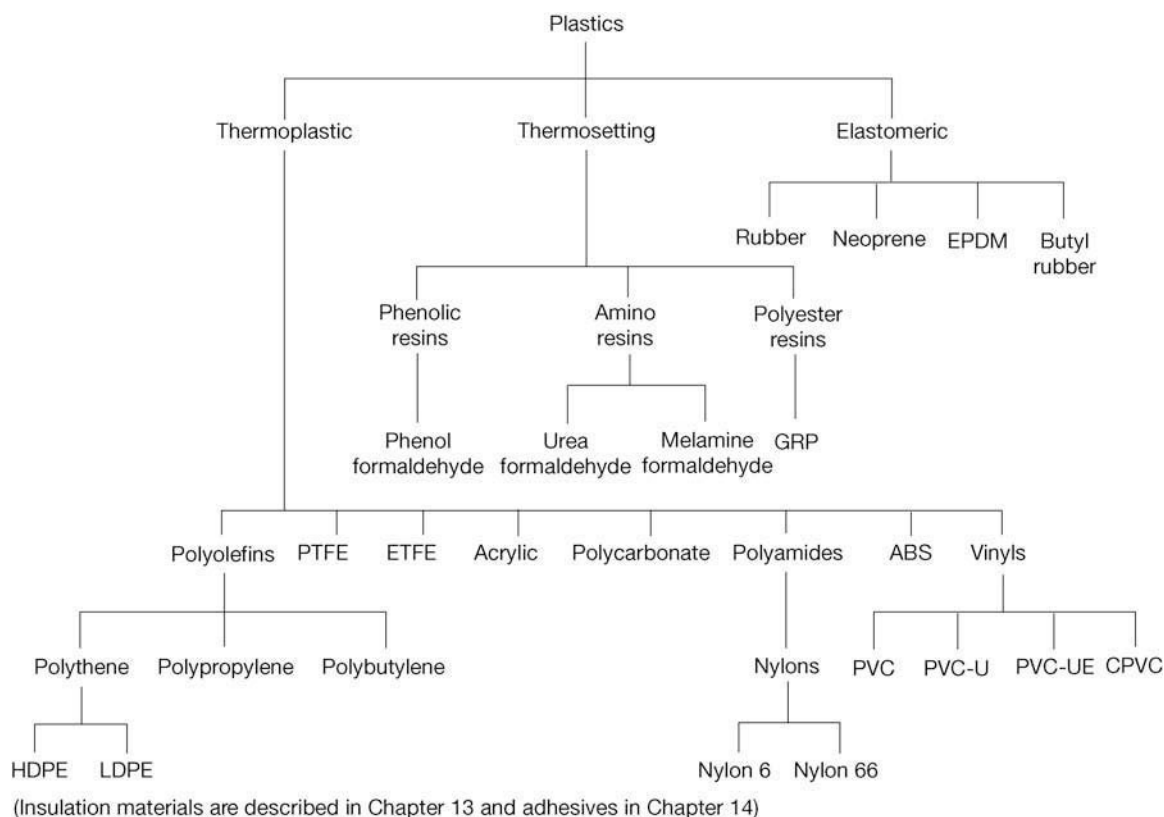 Plastics
Thermoplastic
Thermosetting
Elastomeric
Rubber
Neoprene
EPDM
Butyl
rubber
Phenolic
resins
Amino
resins
Polyester
resins
Phenol
formaldehyde
Urea
formaldehyde
Melamine
formaldehyde
GRP
Polyolefins
PTFE
ETFE
Acrylic
Polycarbonate
Polyamides
ABS
Vinyls
Polythene
Polypropylene
Polybutylene
Nylons
PVC
PVC-U
PVC-UE
CPVC
HDPE
LDPE
Nylon 6
Nylon 66
(Insulation materials are described in Chapter 13 and adhesives in Chapter 14)